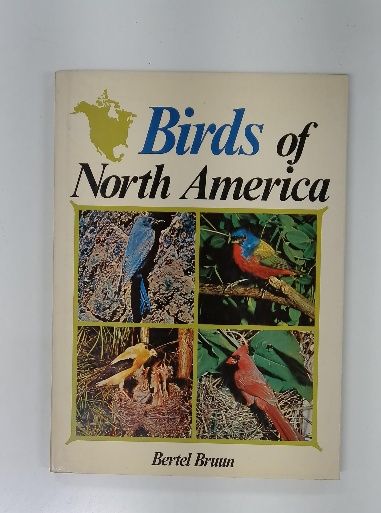 Birds of
North America
Bertel Bruun